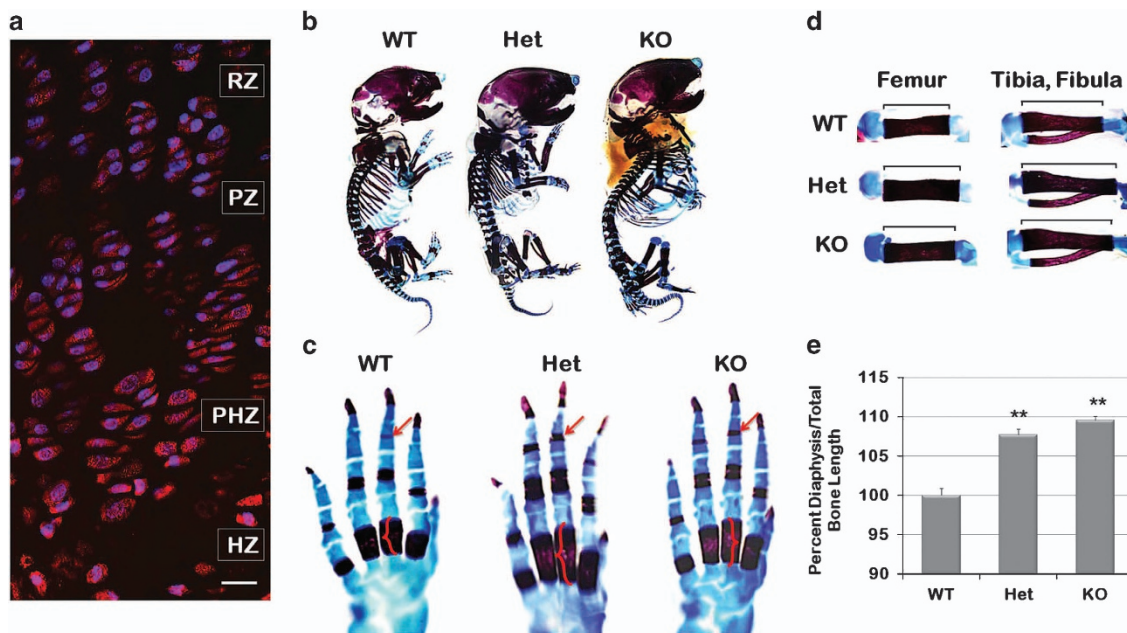 a
RZ
PZ
PHZ
HZ
b
WT Het KO
c
WT Het KO
d
Femur Tibia, Fibula
WT
Het
KO
e
Percent Diaphysis/Total
Bone Length
115
110
105
100
95
90
** **
WT Het KO